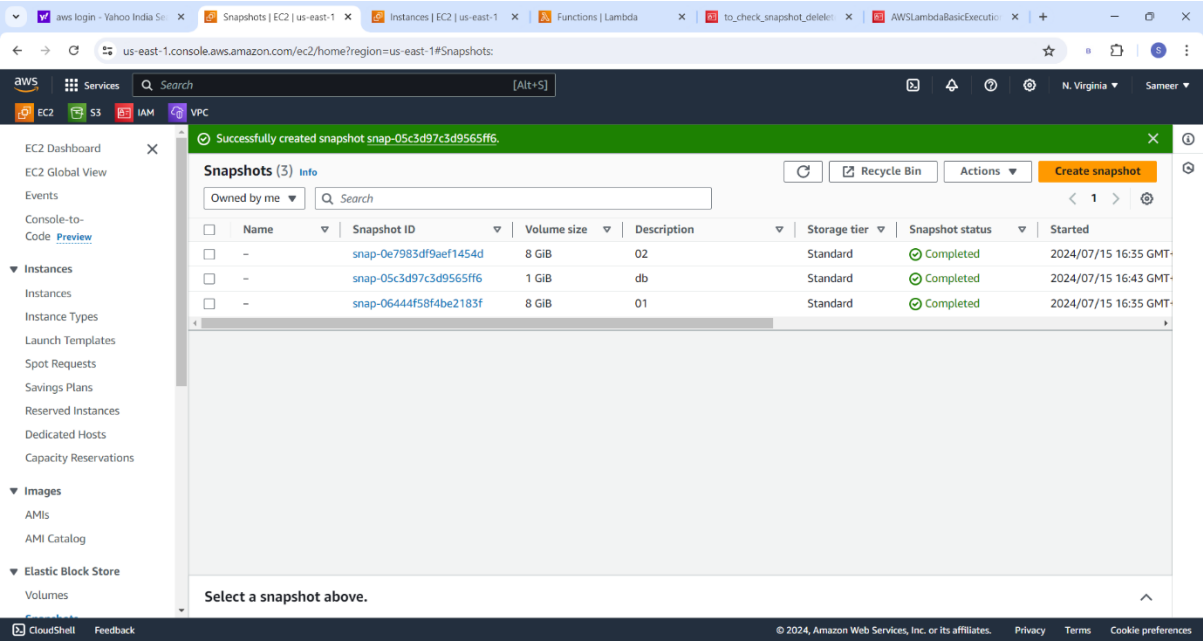 aws login - Yahoo India Se
Snapshots | EC2 | us-east-1
Instances | EC2 | us-east-1
Functions | Lambda
to_check_snapshot_delelet
AWSLambdaBasicExecution
us-east-1.console.aws.amazon.com/ec2/home?region=us-east-1#Snapshots:
S
aws Services Search [Alt+S] N. Virginia ▼ Sameer ▼
EC2 S3 IAM VPC
EC2 Dashboard
EC2 Global View
Events
Console-to-
Code Preview
▼ Instances
Instances
Instance Types
Launch Templates
Spot Requests
Savings Plans
Reserved Instances
Dedicated Hosts
Capacity Reservations
▼ Images
AMIs
AMI Catalog
▼ Elastic Block Store
Volumes
Successfully created snapshot snap-05c3d97c3d9565ff6.
Snapshots (3) Info Recycle Bin Actions ▼ Create snapshot
Owned by me ▼ Search 1
Name Snapshot ID Volume size Description Storage tier Snapshot status Started
– snap-0e7983df9aef1454d 8 GiB 02 Standard Completed 2024/07/15 16:35 GMT
– snap-05c3d97c3d9565ff6 1 GiB db Standard Completed 2024/07/15 16:43 GMT
– snap-06444f58f4be2183f 8 GiB 01 Standard Completed 2024/07/15 16:35 GMT
Select a snapshot above.
CloudShell Feedback © 2024, Amazon Web Services, Inc. or its affiliates. Privacy Terms Cookie preferences